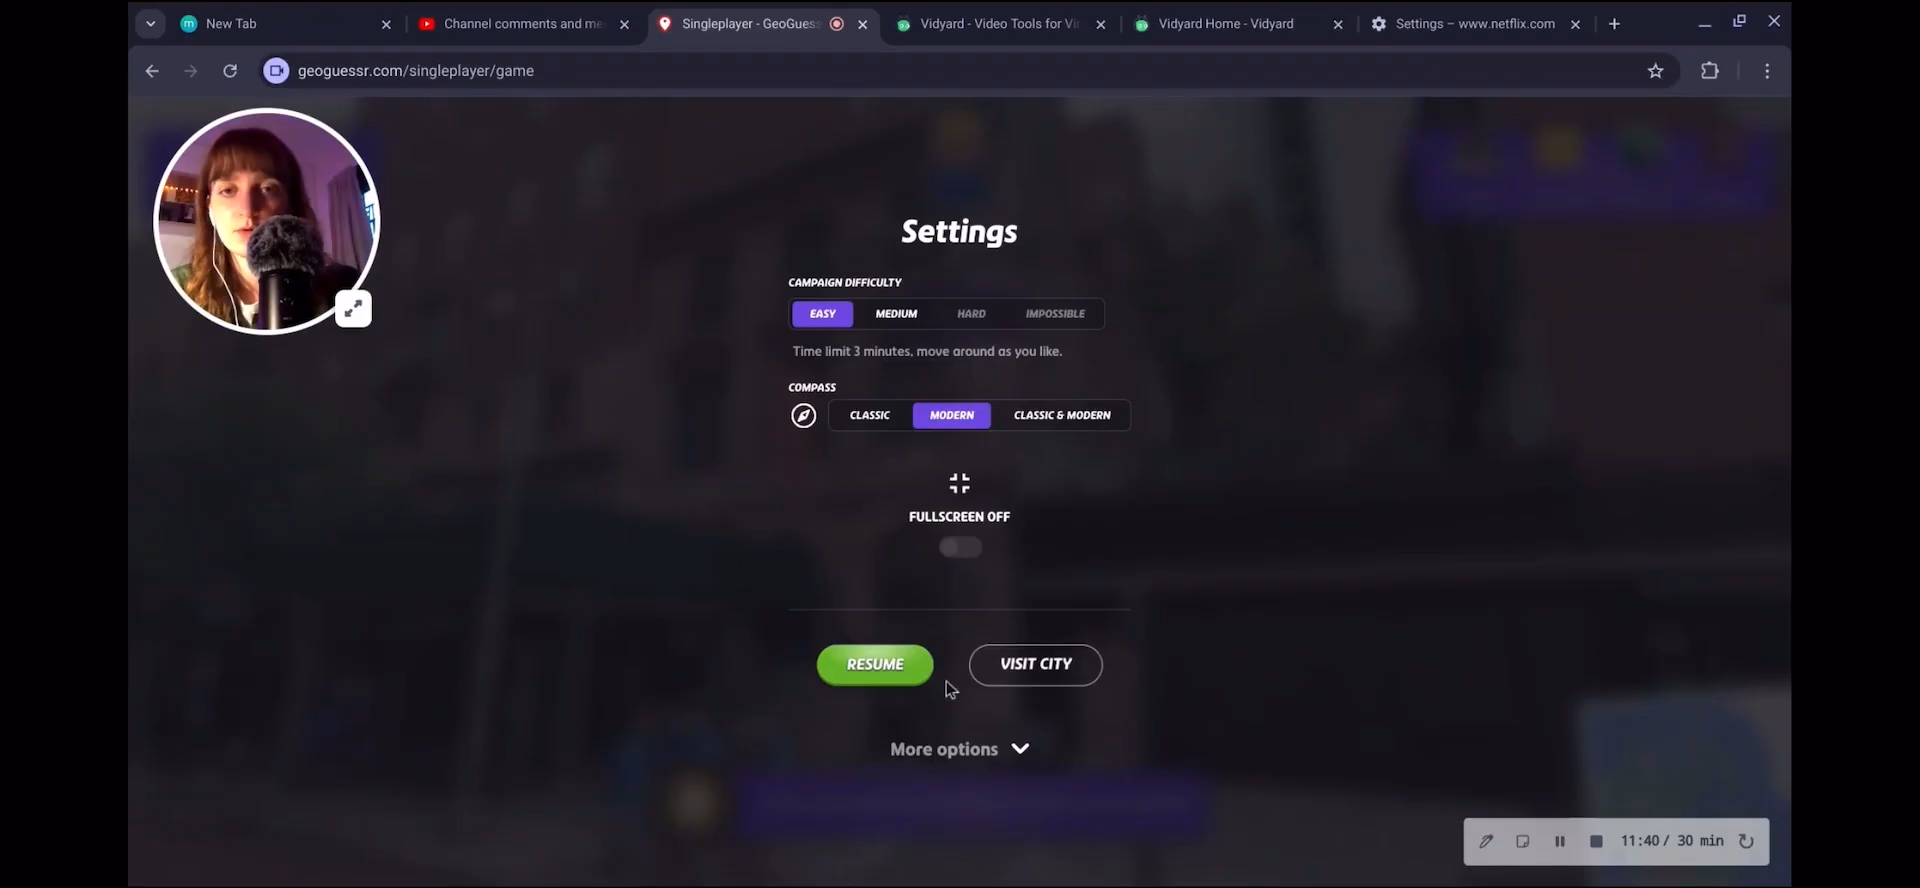 m New Tab
Channel comments and me
Singleplayer - GeoGuess
Vidyard - Video Tools for Vir
Vidyard Home - Vidyard
Settings – www.netflix.com
geoguessr.com/singleplayer/game
Settings
CAMPAIGN DIFFICULTY
EASY MEDIUM HARD IMPOSSIBLE
Time limit 3 minutes, move around as you like.
COMPASS
CLASSIC MODERN CLASSIC & MODERN
FULLSCREEN OFF
RESUME VISIT CITY
More options
11:40 / 30 min